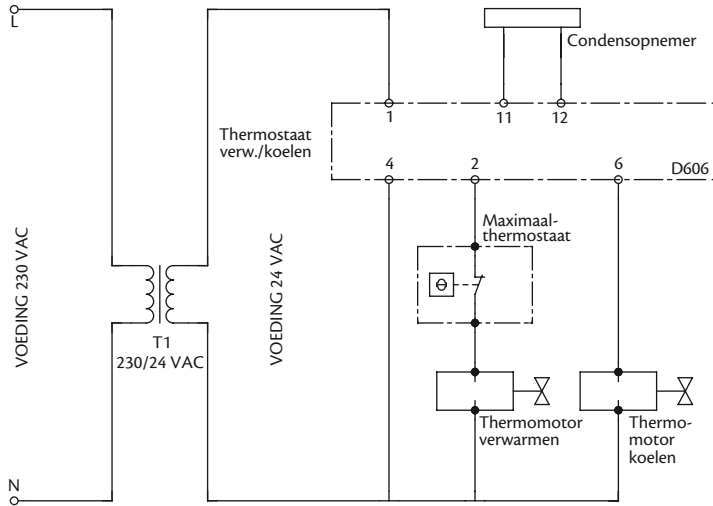 L
Condensopnemer
1
11
12
Thermostaat
verw./koelen
4
2
6
D606
Maximaal-
thermostaat
VOEDING 230 VAC
VOEDING 24 VAC
θ
T1
230/24 VAC
Thermomotor
verwarmen
Thermo-
motor
koelen
N